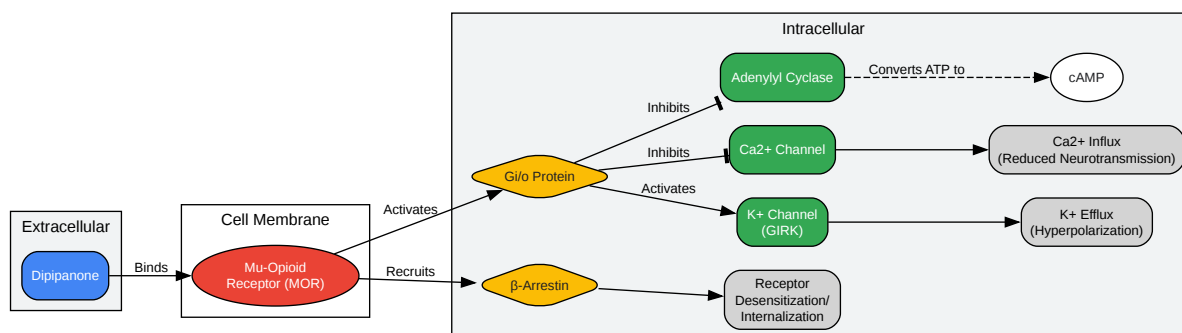 Intracellular
Adenylyl Cyclase
Converts ATP to
cAMP
Inhibits
Ca2+ Channel
Ca2+ Influx
(Reduced Neurotransmission)
Inhibits
Gi/o Protein
Activates
K+ Channel
(GIRK)
K+ Efflux
(Hyperpolarization)
Extracellular
Dipipanone
Binds
Cell Membrane
Mu-Opioid
Receptor (MOR)
Activates
Recruits
β-Arrestin
Receptor
Desensitization/
Internalization